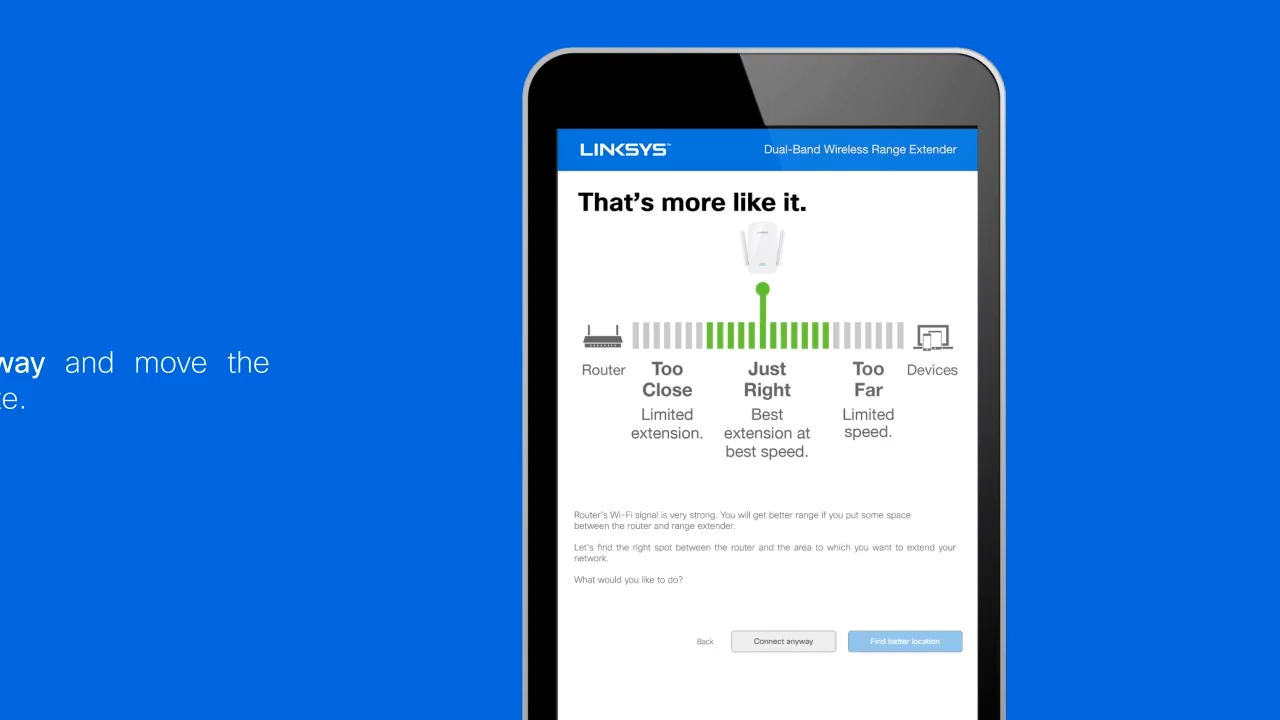 and move the
LINKSYS™
Dual-Band Wireless Range Extender
That's more like it.
Router
Too
Close
Limited
extension.
Just
Right
Best
extension at
best speed.
Too
Far
Limited
speed.
Devices
Router's Wi-Fi signal is very strong. You will get better range if you put some space
between the router and range extender.
Let's find the right spot between the router and the area to which you want to extend your
network.
What would you like to do?
Back
Connect anyway
Find better location